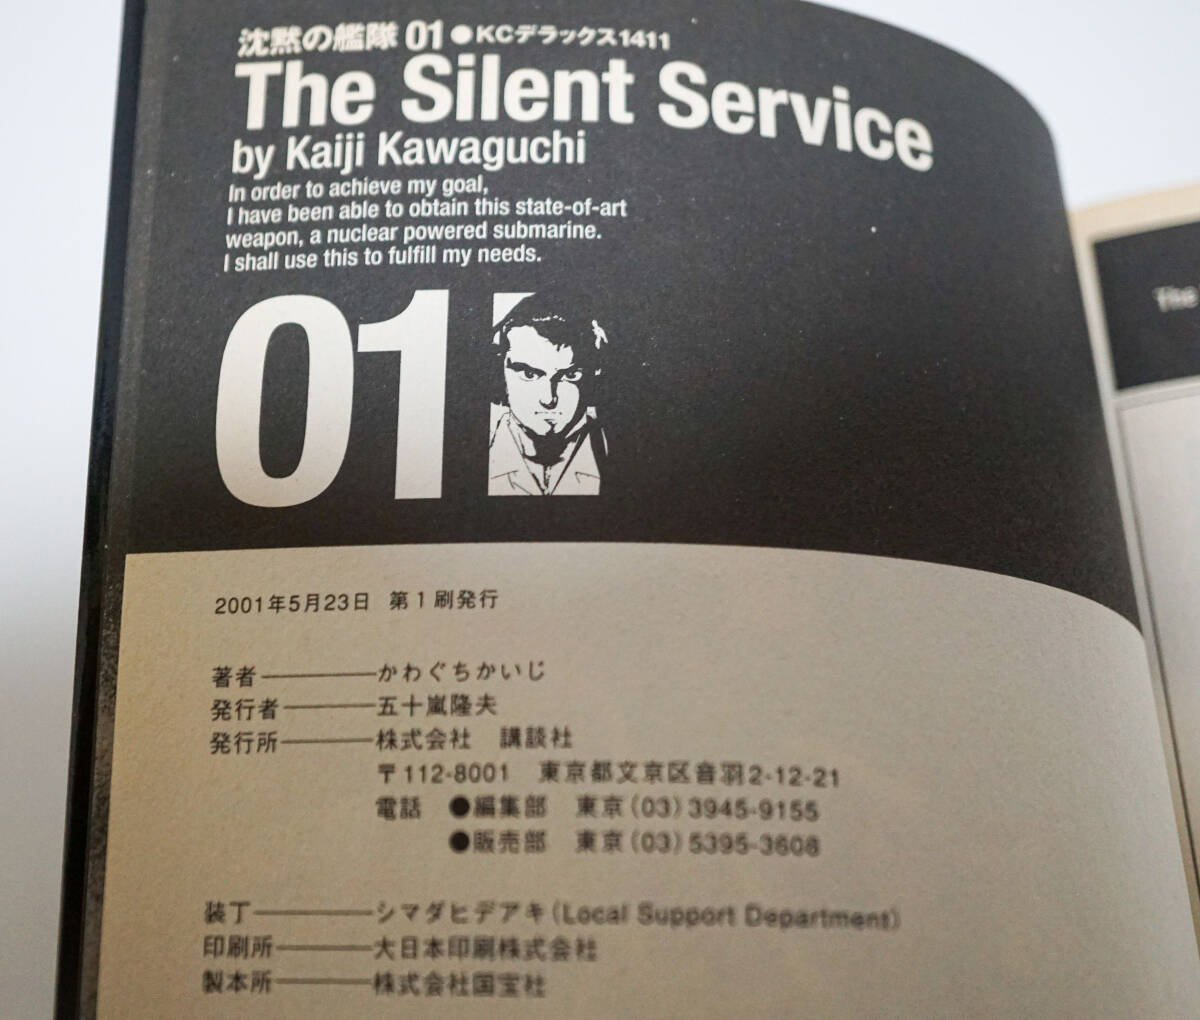 沈黙の艦隊 01●KCデラックス1411
The Silent Service
by Kaiji Kawaguchi
In order to achieve my goal,
I have been able to obtain this state-of-art
weapon, a nuclear powered submarine.
I shall use this to fulfill my needs.
01
2001年5月23日 第1刷発行
著者――――かわぐちかいじ
発行者―――五十嵐隆夫
発行所―――株式会社 講談社
〒112-8001 東京都文京区音羽2-12-21
電話 ●編集部 東京(03)3945-9155
●販売部 東京(03)5395-3608
装丁――――シマダヒデアキ(Local Support Department)
印刷所―――大日本印刷株式会社
製本所―――株式会社国宝社
The